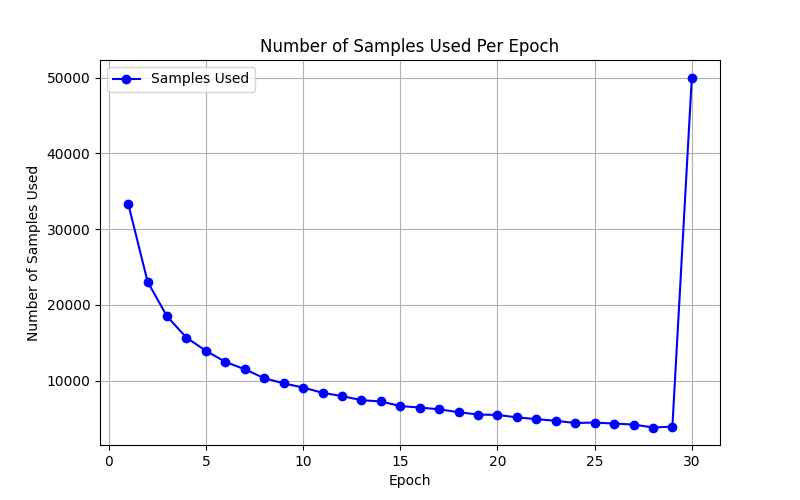 Number of Samples Used Per Epoch
Samples Used
Number of Samples Used
50000
40000
30000
20000
10000
0 5 10 15 20 25 30
Epoch